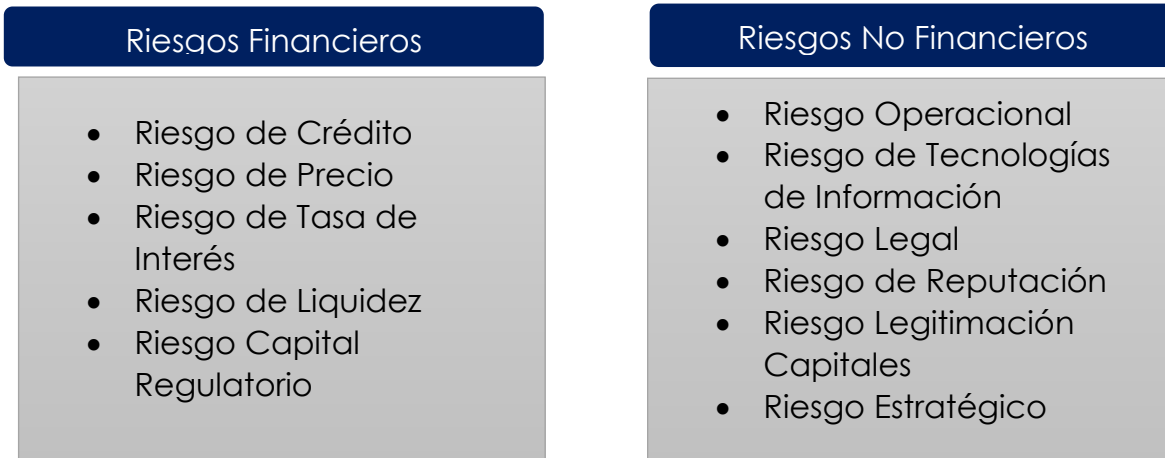 Riesgos Financieros
• Riesgo de Crédito
• Riesgo de Precio
• Riesgo de Tasa de
Interés
• Riesgo de Liquidez
• Riesgo Capital
Regulatorio
Riesgos No Financieros
• Riesgo Operacional
• Riesgo de Tecnologías
de Información
• Riesgo Legal
• Riesgo de Reputación
• Riesgo Legitimación
Capitales
• Riesgo Estratégico